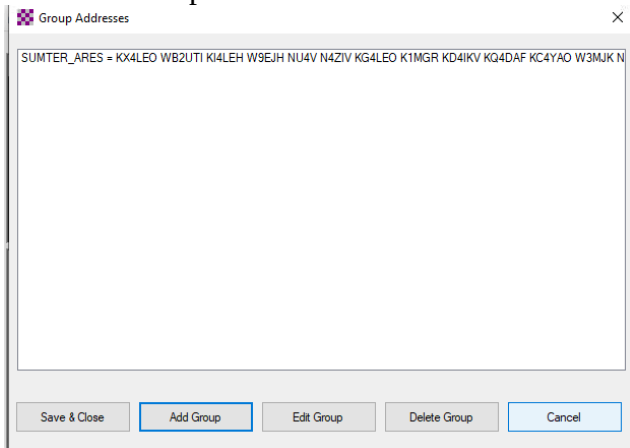 Group Addresses
SUMTER_ARES = KX4LEO WB2UTI KI4LEH W9EJH NU4V N4ZIV KG4LEO K1MGR KD4IKV KQ4DAF KC4YAO W3MJK N
Save & Close Add Group Edit Group Delete Group Cancel